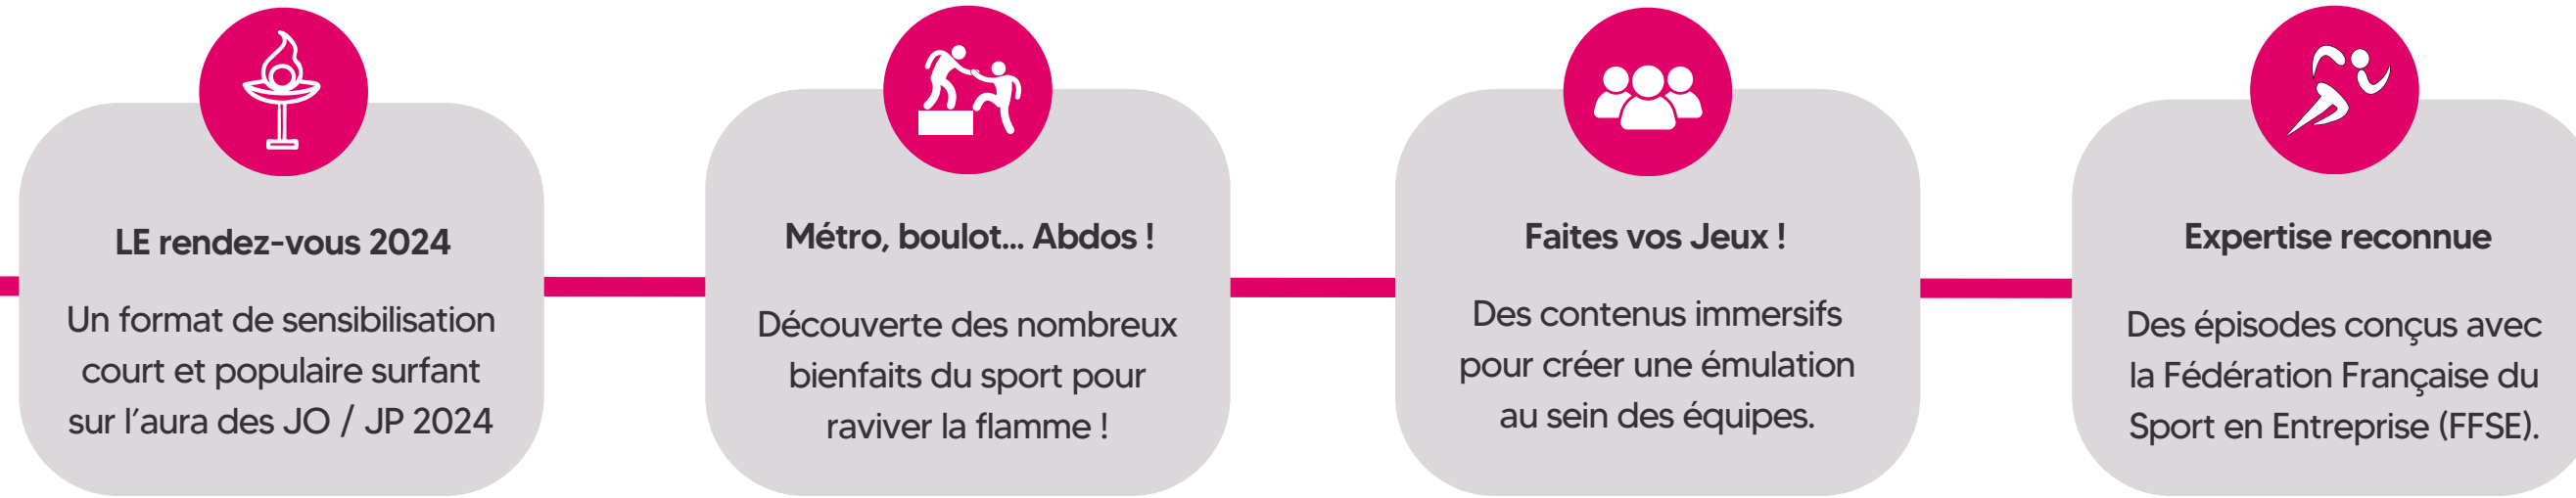 LE rendez-vous 2024
Un format de sensibilisation
court et populaire surfant
sur l'aura des JO / JP 2024
Métro, boulot... Abdos !
Découverte des nombreux
bienfaits du sport pour
raviver la flamme !
Faites vos Jeux !
Des contenus immersifs
pour créer une émulation
au sein des équipes.
Expertise reconnue
Des épisodes conçus avec
la Fédération Française du
Sport en Entreprise (FFSE).